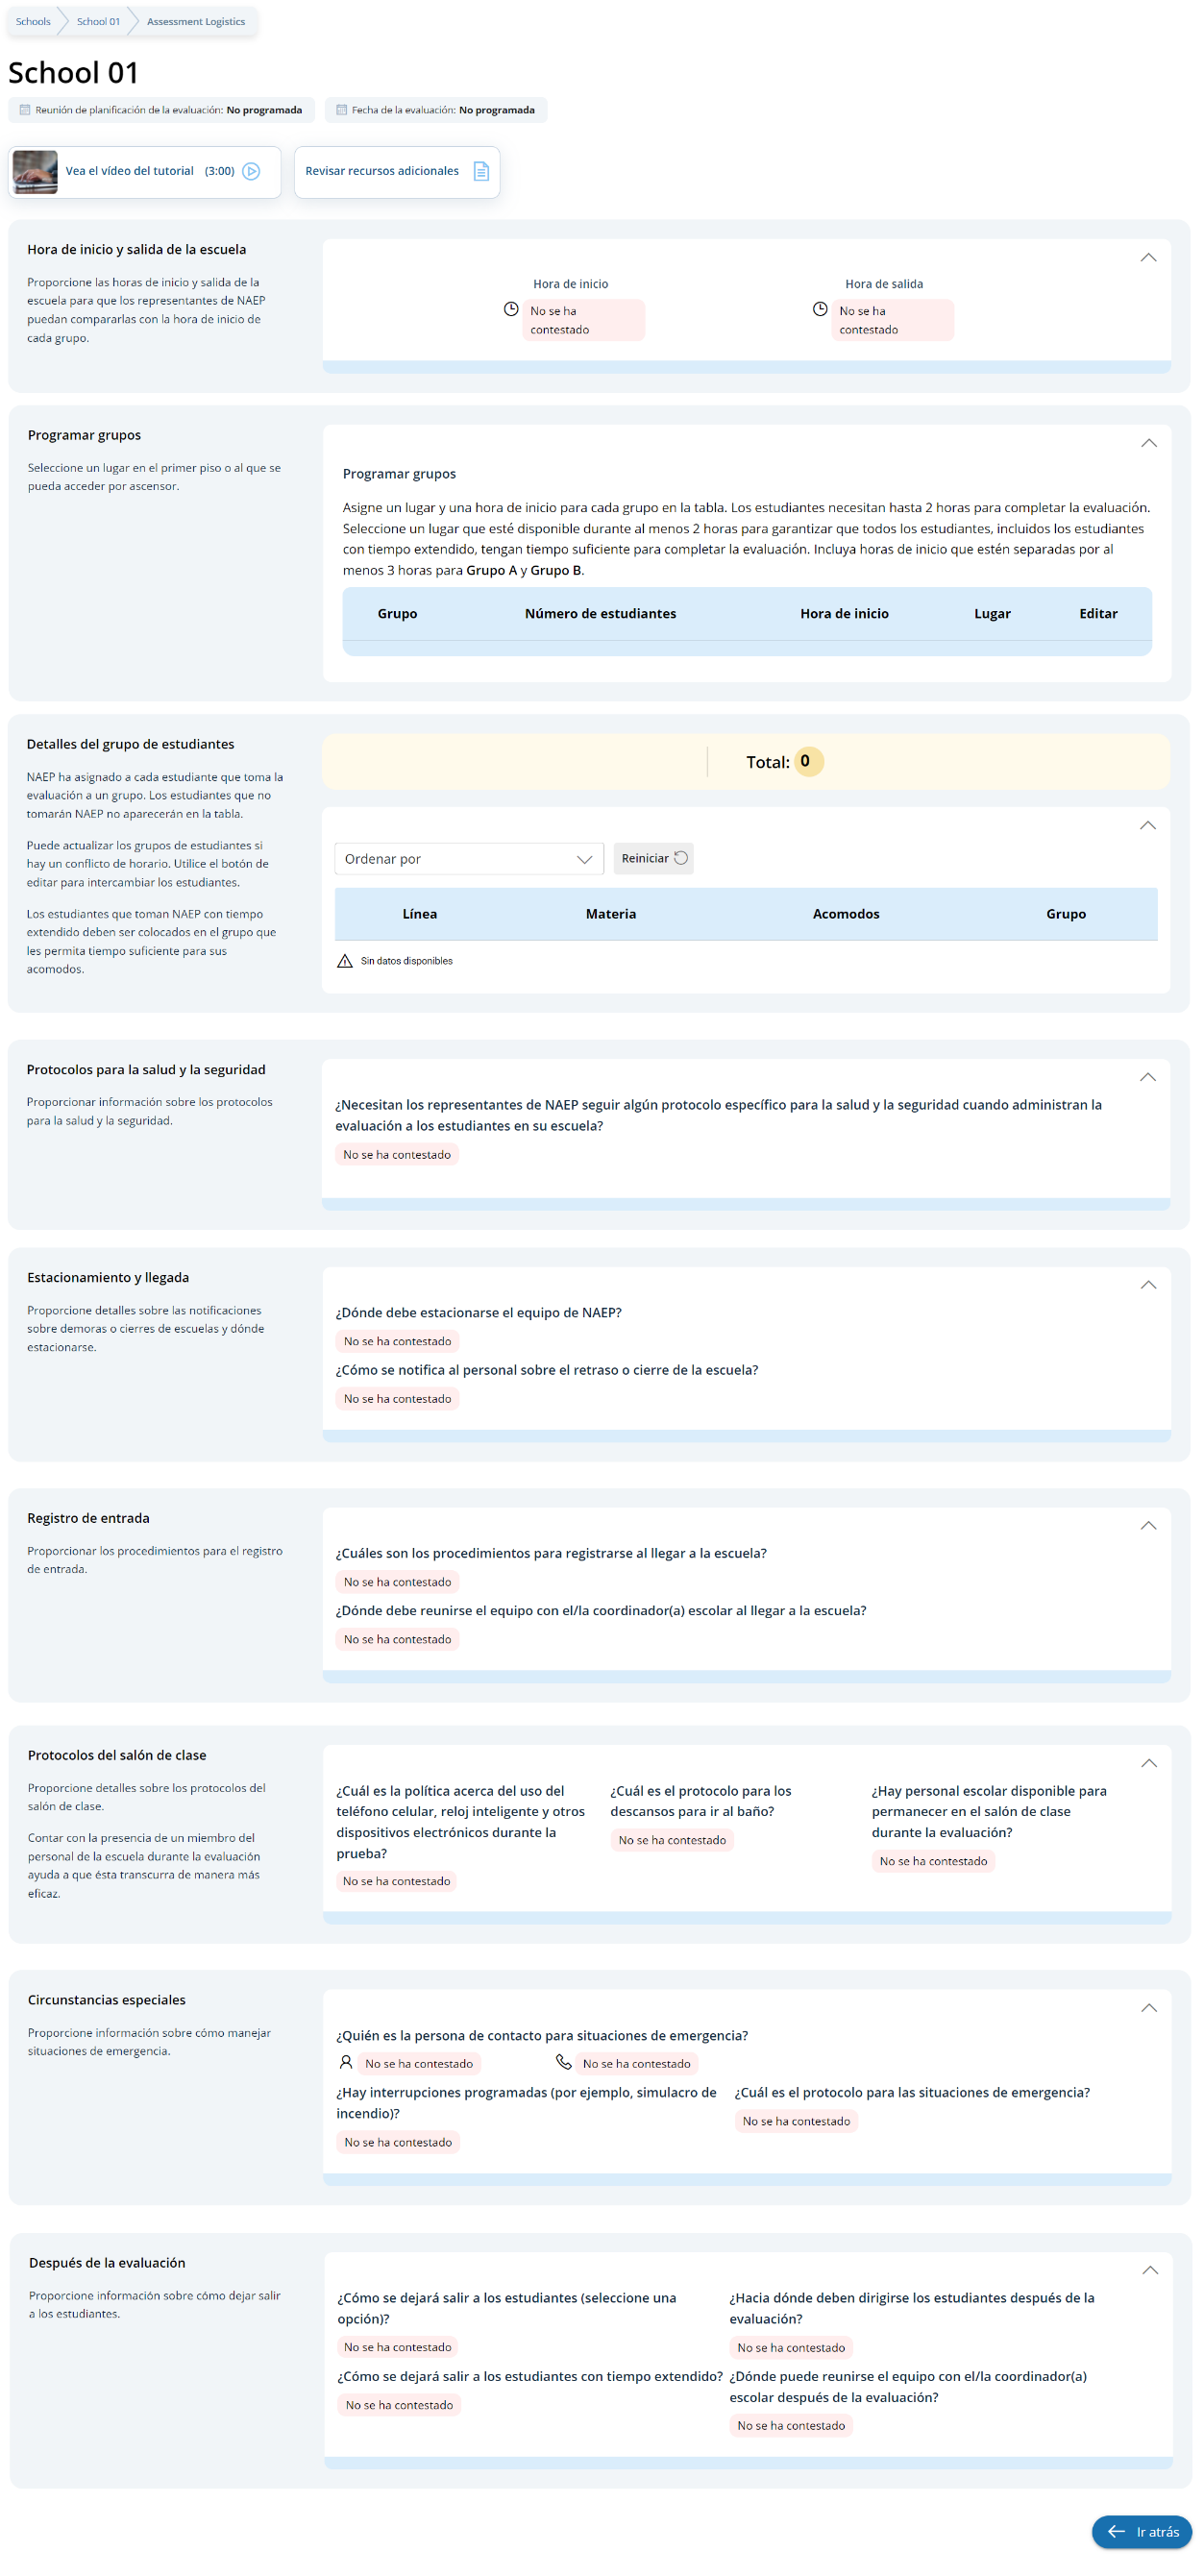 Schools
School 01
Assessment Logistics
School 01
Reunión de planificación de la evaluación: No programada
Fecha de la evaluación: No programada
Vea el vídeo del tutorial (3:00)
Revisar recursos adicionales
Hora de inicio y salida de la escuela
Proporcione las horas de inicio y salida de la
escuela para que los representantes de NAEP
puedan compararlas con la hora de inicio de
cada grupo.
Hora de inicio
No se ha
contestado
Hora de salida
No se ha
contestado
Programar grupos
Seleccione un lugar en el primer piso o al que se
pueda acceder por ascensor.
Programar grupos
Asigne un lugar y una hora de inicio para cada grupo en la tabla. Los estudiantes necesitan hasta 2 horas para completar la evaluación.
Seleccione un lugar que esté disponible durante al menos 2 horas para garantizar que todos los estudiantes, incluidos los estudiantes
con tiempo extendido, tengan tiempo suficiente para completar la evaluación. Incluya horas de inicio que estén separadas por al
menos 3 horas para Grupo A y Grupo B.
Grupo Número de estudiantes Hora de inicio Lugar Editar
Detalles del grupo de estudiantes
NAEP ha asignado a cada estudiante que toma la
evaluación a un grupo. Los estudiantes que no
tomarán NAEP no aparecerán en la tabla.
Puede actualizar los grupos de estudiantes si
hay un conflicto de horario. Utilice el botón de
editar para intercambiar los estudiantes.
Los estudiantes que toman NAEP con tiempo
extendido deben ser colocados en el grupo que
les permita tiempo suficiente para sus
acomodos.
Total: 0
Ordenar por
Reiniciar
Línea Materia Acomodos Grupo
Sin datos disponibles
Protocolos para la salud y la seguridad
Proporcionar información sobre los protocolos
para la salud y la seguridad.
¿Necesitan los representantes de NAEP seguir algún protocolo específico para la salud y la seguridad cuando administran la
evaluación a los estudiantes en su escuela?
No se ha contestado
Estacionamiento y llegada
Proporcione detalles sobre las notificaciones
sobre demoras o cierres de escuelas y dónde
estacionarse.
¿Dónde debe estacionarse el equipo de NAEP?
No se ha contestado
¿Cómo se notifica al personal sobre el retraso o cierre de la escuela?
No se ha contestado
Registro de entrada
Proporcionar los procedimientos para el registro
de entrada.
¿Cuáles son los procedimientos para registrarse al llegar a la escuela?
No se ha contestado
¿Dónde debe reunirse el equipo con el/la coordinador(a) escolar al llegar a la escuela?
No se ha contestado
Protocolos del salón de clase
Proporcione detalles sobre los protocolos del
salón de clase.
Contar con la presencia de un miembro del
personal de la escuela durante la evaluación
ayuda a que ésta transcurra de manera más
eficaz.
¿Cuál es la política acerca del uso del
teléfono celular, reloj inteligente y otros
dispositivos electrónicos durante la
prueba?
No se ha contestado
¿Cuál es el protocolo para los
descansos para ir al baño?
No se ha contestado
¿Hay personal escolar disponible para
permanecer en el salón de clase
durante la evaluación?
No se ha contestado
Circunstancias especiales
Proporcione información sobre cómo manejar
situaciones de emergencia.
¿Quién es la persona de contacto para situaciones de emergencia?
No se ha contestado
No se ha contestado
¿Hay interrupciones programadas (por ejemplo, simulacro de
incendio)?
No se ha contestado
¿Cuál es el protocolo para las situaciones de emergencia?
No se ha contestado
Después de la evaluación
Proporcione información sobre cómo dejar salir
a los estudiantes.
¿Cómo se dejará salir a los estudiantes (seleccione una
opción)?
No se ha contestado
¿Hacia dónde deben dirigirse los estudiantes después de la
evaluación?
No se ha contestado
¿Cómo se dejará salir a los estudiantes con tiempo extendido?
No se ha contestado
¿Dónde puede reunirse el equipo con el/la coordinador(a)
escolar después de la evaluación?
No se ha contestado
Ir atrás